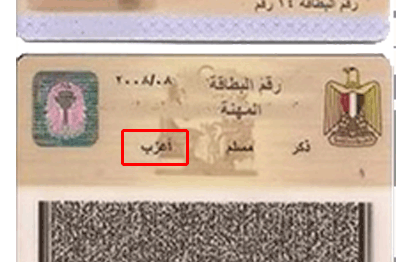 رقم البطاقة ١٤ رقم
رقم البطاقة ٢٠٠٨/٠٨
المهنة
ذكر مسلم أعزب